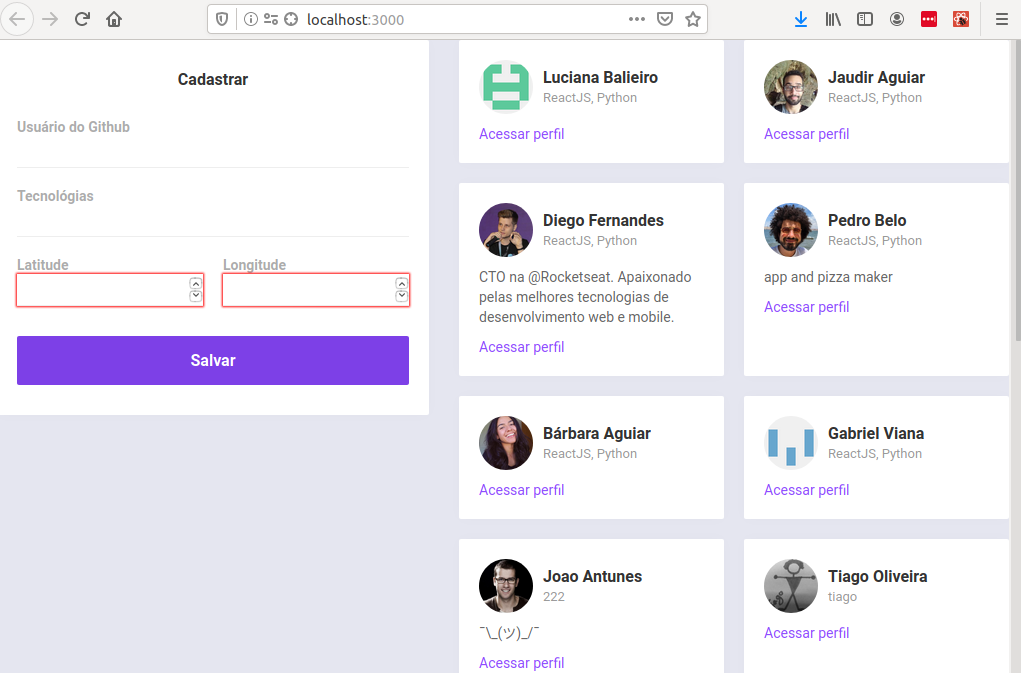 localhost:3000
Cadastrar
Usuário do Github
Tecnológias
Latitude
Longitude
Salvar
Luciana Balieiro
ReactJS, Python
Acessar perfil
Jaudir Aguiar
ReactJS, Python
Acessar perfil
Diego Fernandes
ReactJS, Python
CTO na @Rocketseat. Apaixonado
pelas melhores tecnologias de
desenvolvimento web e mobile.
Acessar perfil
Pedro Belo
ReactJS, Python
app and pizza maker
Acessar perfil
Bárbara Aguiar
ReactJS, Python
Acessar perfil
Gabriel Viana
ReactJS, Python
Acessar perfil
Joao Antunes
222
¯\_(ツ)_/¯
Acessar perfil
Tiago Oliveira
tiago
Acessar perfil